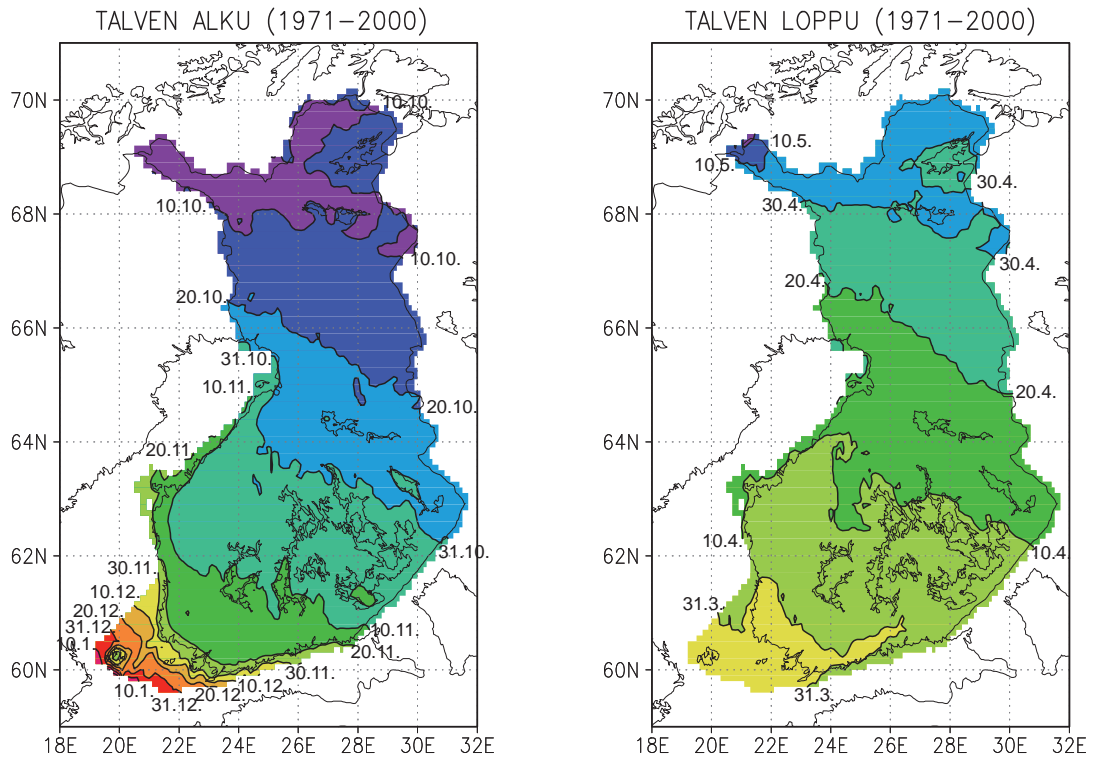 TALVEN ALKU (1971−2000)
70N
68N
66N
64N
62N
60N
18E
20E
22E
24E
26E
28E
30E
32E
10.10.
10.10.
10.10.
20.10.
31.10.
10.11.
20.10.
20.11.
31.10.
30.11.
10.12.
20.12.
31.12.
10.1.
10.11.
20.11.
30.11.
10.12.
20.12.
10.1.
31.12.
TALVEN LOPPU (1971−2000)
70N
68N
66N
64N
62N
60N
18E
20E
22E
24E
26E
28E
30E
32E
10.5.
10.5.
30.4.
30.4.
30.4.
20.4.
20.4.
10.4.
10.4.
31.3.
31.3.